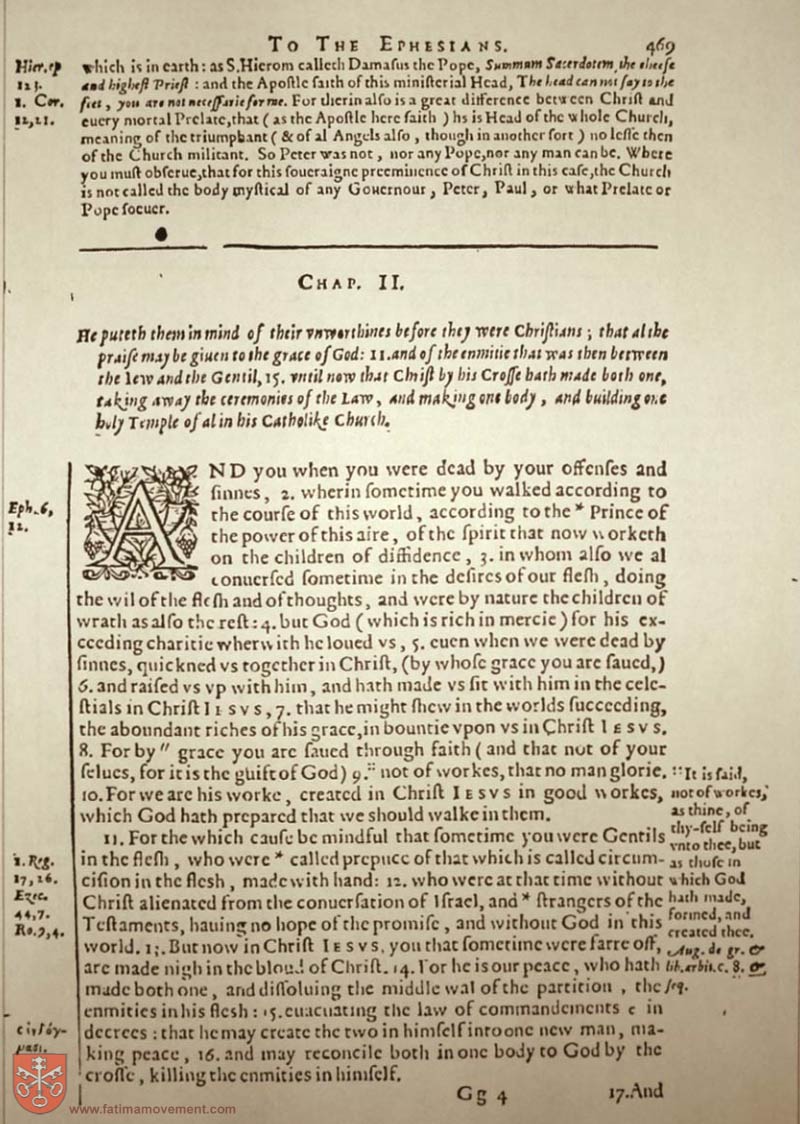 TO THE EPHESIANS. 469
Hier. ep
123.
1. Cor.
12,21.
which is in earth: as S. Hierom calleth Damaſus the Pope, Summum Sacerdotem, the cheefe
and higheſt Prieſt: and the Apoſtle ſaith of this miniſterial Head, The head can not ſay to the
feet, you are not neceſſarie for me. For therin alſo is a great difference between Chriſt and
euery mortal Prelate, that (as the Apoſtle here ſaith) he is Head of the whole Church,
meaning of the triumphant (& of al Angels alſo, though in another ſort) no leſſe then
of the Church militant. So Peter was not, nor any Pope, nor any man can be. Where
you muſt obſerue, that for this ſoueraigne preeminence of Chriſt in this caſe, the Church
is not called the body myſtical of any Gouernour, Peter, Paul, or what Prelate or
Pope ſoeuer.
CHAP. II.
He puteth them in mind of their vnworthines before they were Chriſtians; that al the
praiſe may be giuen to the grace of God: 11. and of the enmitie that was then between
the Iew and the Gentil, 15. vntil now that Chriſt by his Croſſe hath made both one,
taking away the ceremonies of the Law, and making one body, and building one
holy Temple of al in his Catholike Church.
Eph. 6,
12.
AND you when you were dead by your offenſes and
ſinnes, 2. wherin ſometime you walked according to
the courſe of this world, according to the * Prince of
the power of this aire, of the ſpirit that now worketh
on the children of diffidence, 3. in whom alſo we al
conuerſed ſometime in the deſires of our fleſh, doing
the wil of the fleſh and of thoughts, and were by nature the children of
wrath as alſo the reſt: 4. but God (which is rich in mercie) for his ex-
ceeding charitie wherwith he loued vs, 5. euen when we were dead by
ſinnes, quickned vs together in Chriſt, (by whoſe grace you are ſaued,)
6. and raiſed vs vp with him, and hath made vs ſit with him in the cele-
ſtials in Chriſt IESVS, 7. that he might ſhew in the worlds ſucceeding,
the aboundant riches of his grace, in bountie vpon vs in Chriſt IESVS.
8. For by " grace you are ſaued through faith (and that not of your
ſelues, for it is the guift of God) 9. :: not of workes, that no man glorie.
10. For we are his worke, created in Chriſt IESVS in good workes,
which God hath prepared that we should walke in them.
:: It is ſaid,
not of workes,
as thine, of
thy-ſelf being
vnto thee, but
as thoſe in
which God
hath made,
formed, and
created thee.
Aug. de gr. &
lib. arbit. c. 8. &
ſeq.
11. For the which cauſe be mindful that ſometime you were Gentils
in the fleſh, who were * called prepuce of that which is called circum-
ciſion in the flesh, made with hand: 12. who were at that time without
Chriſt alienated from the conuerſation of Iſrael, and * ſtrangers of the
Teſtaments, hauing no hope of the promiſe, and without God in this
world. 13. But now in Chriſt IESVS, you that ſometime were farre off,
are made nigh in the bloud of Chriſt. 14. For he is our peace, who hath
made both one, and diſſoluing the middle wal of the partition, the
enmities in his flesh: 15. euacuating the law of commandements c in
decrees: that he may create the two in himſelf into one new man, ma-
king peace, 16. and may reconcile both in one body to God by the
croſſe, killing the enmities in himſelf.
1. Reg.
17, 26.
Ezec.
44, 7.
Ro. 9, 4.
Gg 4 17. And
www.fatimamovement.com